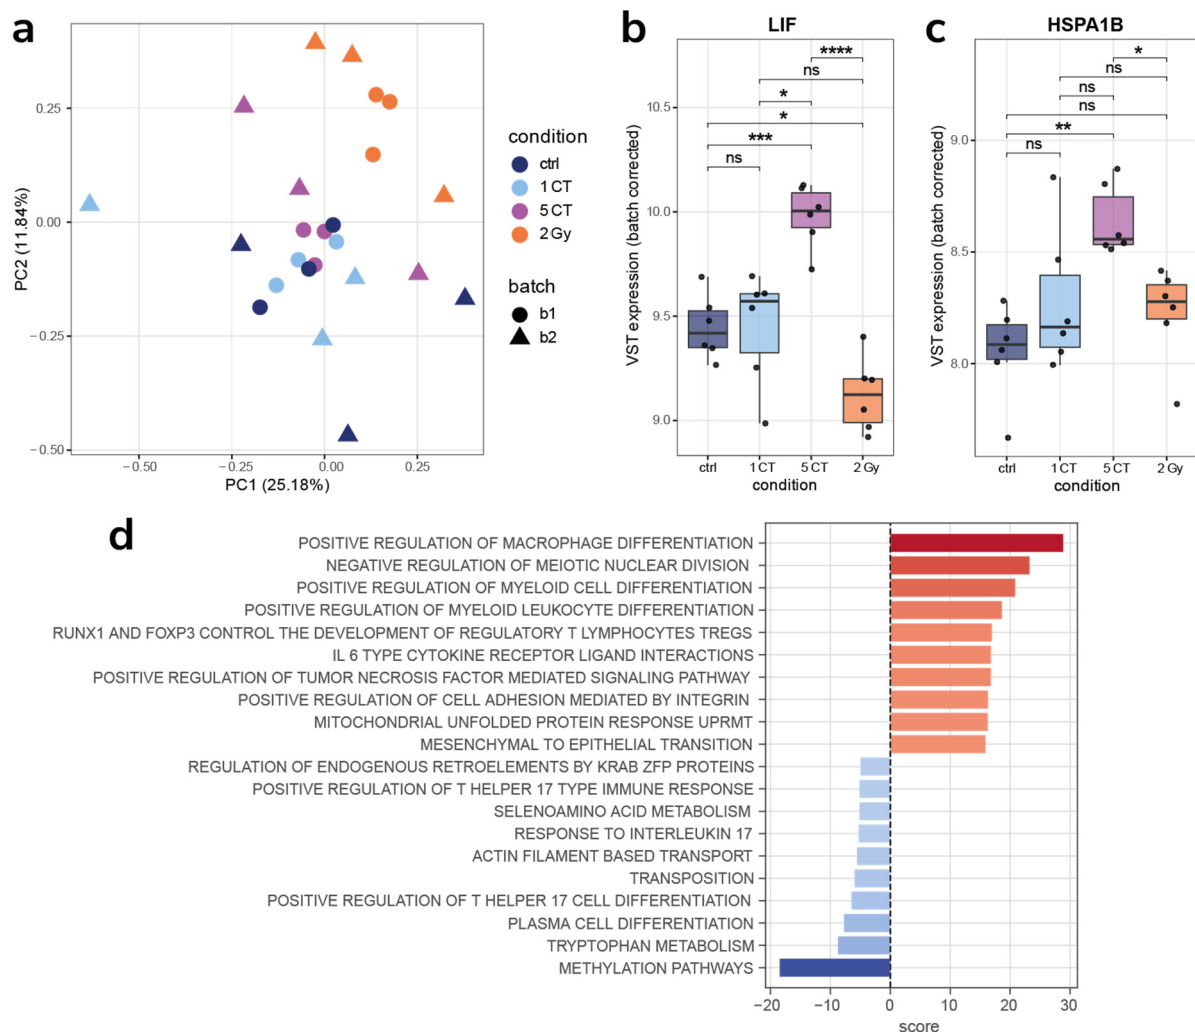 a
0.25
0.00
−0.25
−0.50
PC2 (11.84%)
−0.50
−0.25
0.00
0.25
PC1 (25.18%)
condition
ctrl
1 CT
5 CT
2 Gy
batch
b1
b2
b
LIF
VST expression (batch corrected)
10.5
10.0
9.5
9.0
****
ns
*
*
***
ns
ctrl
1 CT
5 CT
2 Gy
condition
c
HSPA1B
VST expression (batch corrected)
9.0
8.5
8.0
*
ns
ns
ns
**
ns
ctrl
1 CT
5 CT
2 Gy
condition
d
POSITIVE REGULATION OF MACROPHAGE DIFFERENTIATION
NEGATIVE REGULATION OF MEIOTIC NUCLEAR DIVISION
POSITIVE REGULATION OF MYELOID CELL DIFFERENTIATION
POSITIVE REGULATION OF MYELOID LEUKOCYTE DIFFERENTIATION
RUNX1 AND FOXP3 CONTROL THE DEVELOPMENT OF REGULATORY T LYMPHOCYTES TREGS
IL 6 TYPE CYTOKINE RECEPTOR LIGAND INTERACTIONS
POSITIVE REGULATION OF TUMOR NECROSIS FACTOR MEDIATED SIGNALING PATHWAY
POSITIVE REGULATION OF CELL ADHESION MEDIATED BY INTEGRIN
MITOCHONDRIAL UNFOLDED PROTEIN RESPONSE UPRMT
MESENCHYMAL TO EPITHELIAL TRANSITION
REGULATION OF ENDOGENOUS RETROELEMENTS BY KRAB ZFP PROTEINS
POSITIVE REGULATION OF T HELPER 17 TYPE IMMUNE RESPONSE
SELENOAMINO ACID METABOLISM
RESPONSE TO INTERLEUKIN 17
ACTIN FILAMENT BASED TRANSPORT
TRANSPOSITION
POSITIVE REGULATION OF T HELPER 17 CELL DIFFERENTIATION
PLASMA CELL DIFFERENTIATION
TRYPTOPHAN METABOLISM
METHYLATION PATHWAYS
−20
−10
0
10
20
30
score